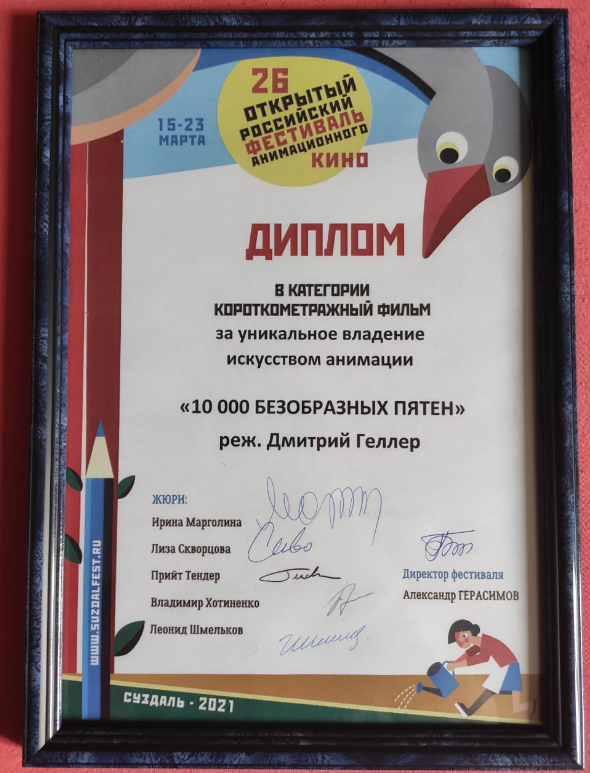 26
ОТКРЫТЫЙ
РОССИЙСКИЙ
ФЕСТИВАЛЬ
АНИМАЦИОННОГО
КИНО
15-23
МАРТА
ДИПЛОМ
В КАТЕГОРИИ
КОРОТКОМЕТРАЖНЫЙ ФИЛЬМ
за уникальное владение
искусством анимации
«10 000 БЕЗОБРАЗНЫХ ПЯТЕН»
реж. Дмитрий Геллер
ЖЮРИ:
Ирина Марголина
Лиза Скворцова
Прийт Тендер
Владимир Хотиненко
Леонид Шмельков
Директор фестиваля
Александр ГЕРАСИМОВ
WWW.SUZDALFEST.RU
СУЗДАЛЬ - 2021